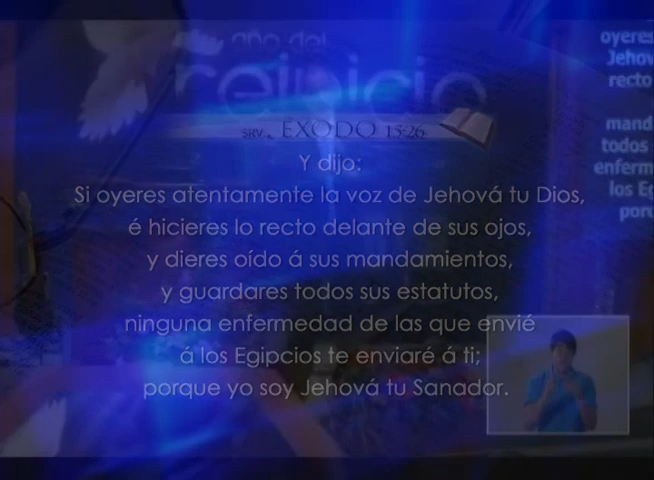 año del
reinicio
SRV. EXODO 15:26
Y dijo:
Si oyeres atentamente la voz de Jehová tu Dios,
é hicieres lo recto delante de sus ojos,
y dieres oído á sus mandamientos,
y guardares todos sus estatutos,
ninguna enfermedad de las que envié
á los Egipcios te enviaré á ti;
porque yo soy Jehová tu Sanador.
oyeres
recto
todos
los